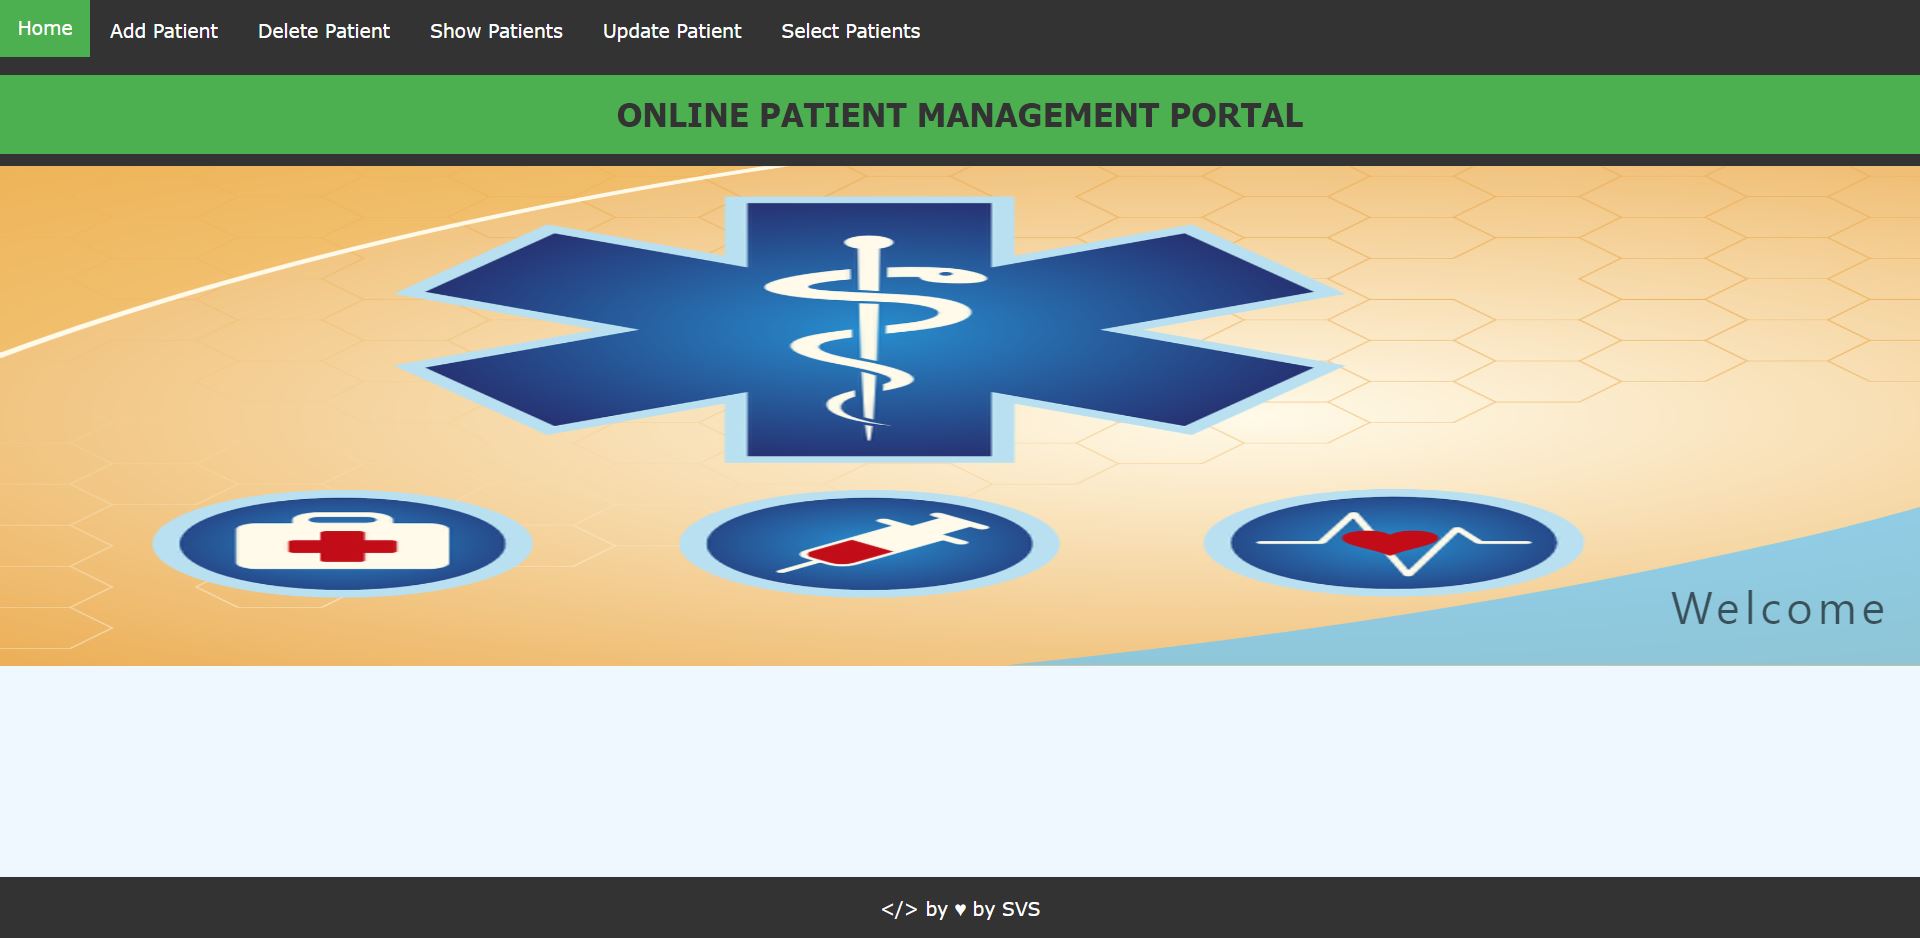 Home Add Patient Delete Patient Show Patients Update Patient Select Patients
ONLINE PATIENT MANAGEMENT PORTAL
Welcome
</> by ♥ by SVS